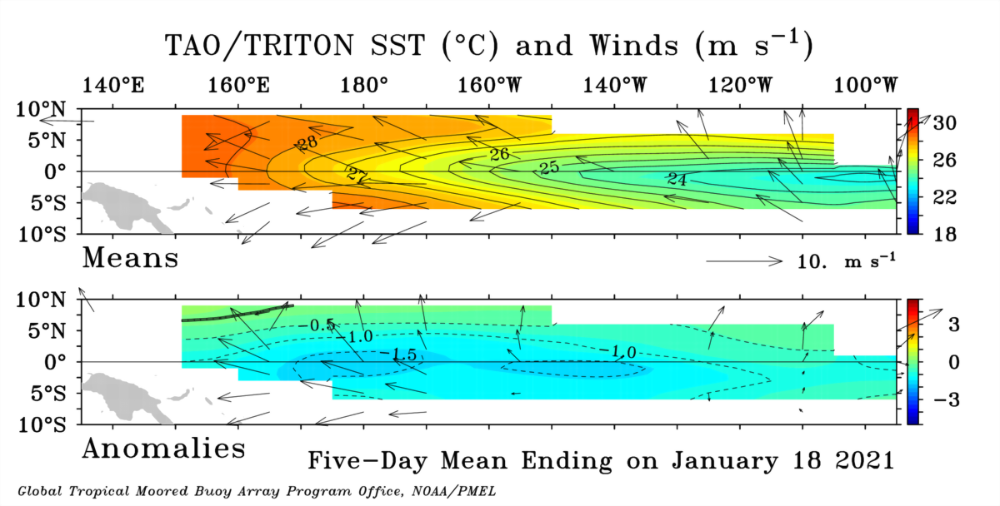 TAO/TRITON SST (°C) and Winds (m s⁻¹)
140°E 160°E 180° 160°W 140°W 120°W 100°W
10°N
5°N
0°
5°S
10°S
28
27
26
25
24
30
26
22
18
Means
10. m s⁻¹
10°N
5°N
0°
5°S
10°S
-0.5
-1.0
-1.5
-1.0
3
0
-3
Anomalies
Five-Day Mean Ending on January 18 2021
Global Tropical Moored Buoy Array Program Office, NOAA/PMEL